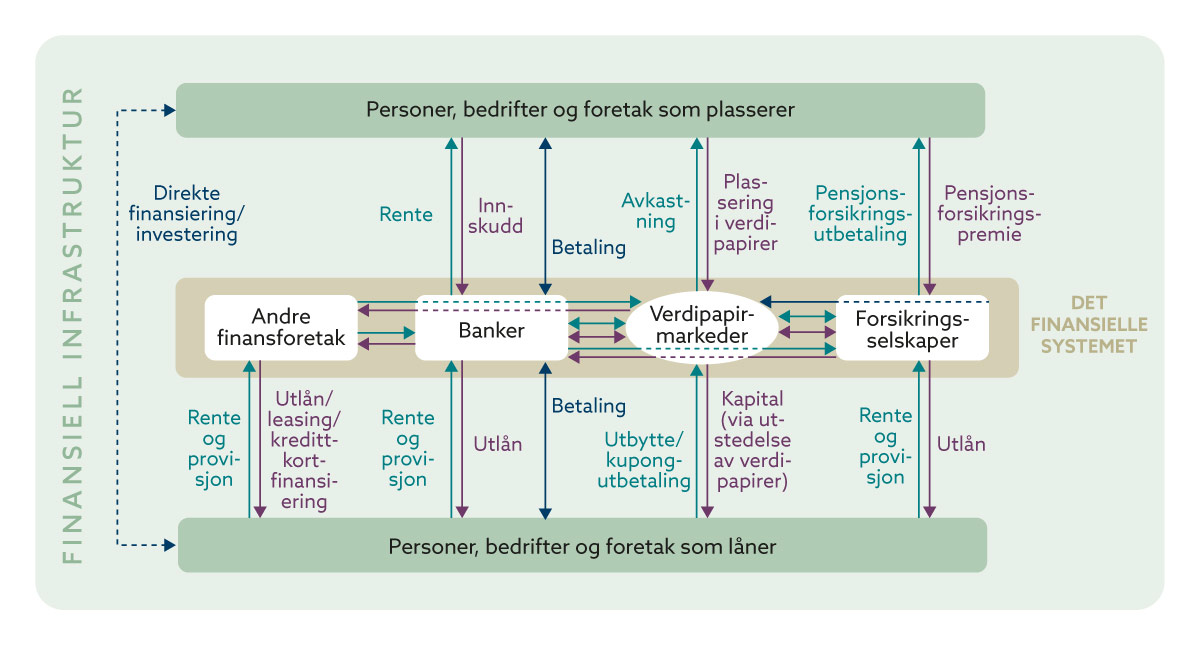 FINANSIELL INFRASTRUKTUR
Personer, bedrifter og foretak som plasserer
Direkte
finansiering/
investering
Rente
Inn-
skudd
Betaling
Avkast-
ning
Plas-
sering
i verdi-
papirer
Pensjons-
forsikrings-
utbetaling
Pensjons-
forsikrings-
premie
Andre
finansforetak
Banker
Verdipapir-
markeder
Forsikrings-
selskaper
DET
FINANSIELLE
SYSTEMET
Rente
og
provi-
sjon
Utlån/
leasing/
kreditt-
kort-
finansi-
ering
Rente
og
provi-
sjon
Utlån
Betaling
Utbytte/
kupong-
utbetaling
Kapital
(via ut-
stedelse
av verdi-
papirer)
Rente
og
provi-
sjon
Utlån
Personer, bedrifter og foretak som låner